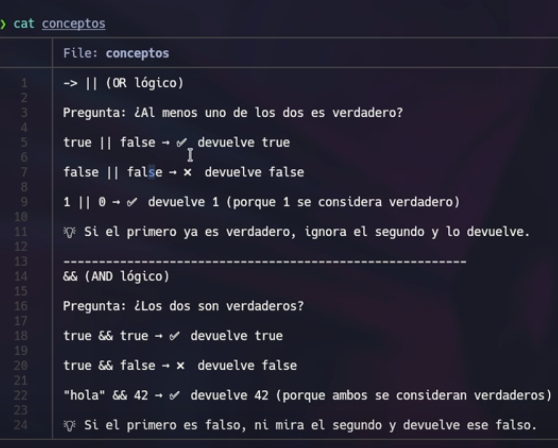 ❯ cat conceptos
File: conceptos
1 -> || (OR lógico)
2
3 Pregunta: ¿Al menos uno de los dos es verdadero?
4
5 true || false → ✅ devuelve true
6
7 false || false → ❌ devuelve false
8
9 1 || 0 → ✅ devuelve 1 (porque 1 se considera verdadero)
10
11 💡 Si el primero ya es verdadero, ignora el segundo y lo devuelve.
12
13 --------------------------------------------------------
14 && (AND lógico)
15
16 Pregunta: ¿Los dos son verdaderos?
17
18 true && true → ✅ devuelve true
19
20 true && false → ❌ devuelve false
21
22 "hola" && 42 → ✅ devuelve 42 (porque ambos se consideran verdaderos)
23
24 💡 Si el primero es falso, ni mira el segundo y devuelve ese falso.